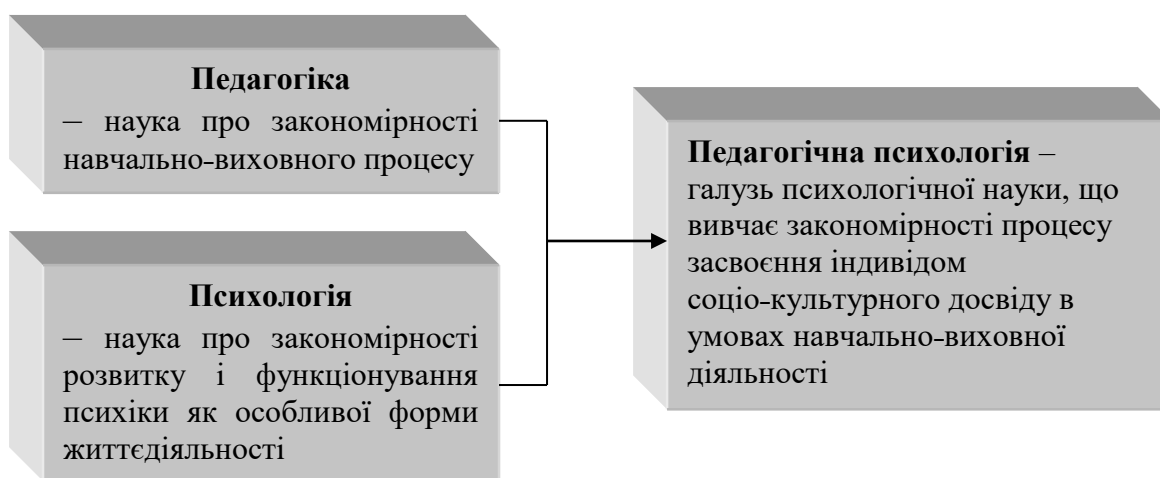 Педагогіка
– наука про закономірності
навчально-виховного процесу
Психологія
– наука про закономірності
розвитку і функціонування
психіки як особливої форми
життєдіяльності
Педагогічна психологія –
галузь психологічної науки, що
вивчає закономірності процесу
засвоєння індивідом
соціо-культурного досвіду в
умовах навчально-виховної
діяльності